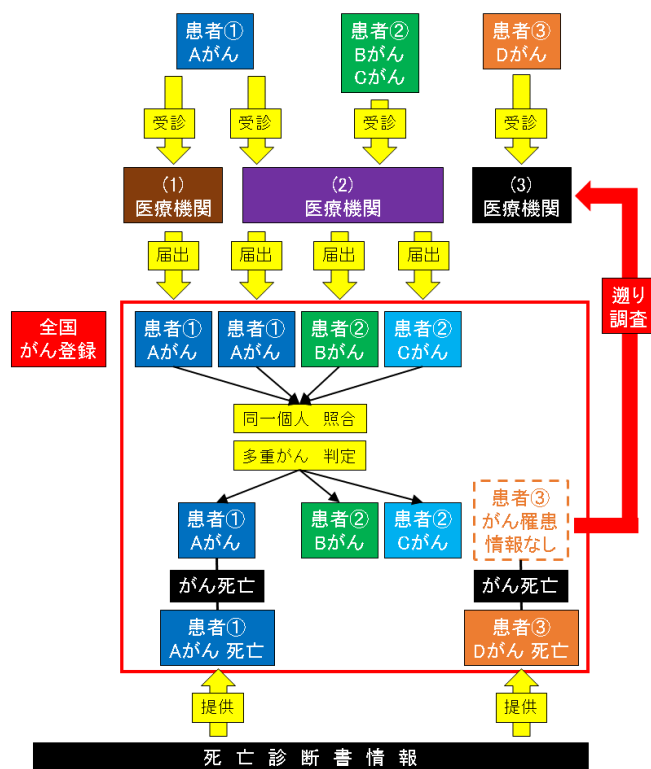 患者①
Aがん
患者②
Bがん
Cがん
患者③
Dがん
受診
受診
受診
受診
(1)
医療機関
(2)
医療機関
(3)
医療機関
届出
届出
届出
届出
遡り
調査
全国
がん登録
患者①
Aがん
患者①
Aがん
患者②
Bがん
患者②
Cがん
同一個人 照合
多重がん 判定
患者①
Aがん
患者②
Bがん
患者②
Cがん
患者③
がん罹患
情報なし
がん死亡
がん死亡
患者①
Aがん 死亡
患者③
Dがん 死亡
提供
提供
死亡診断書情報